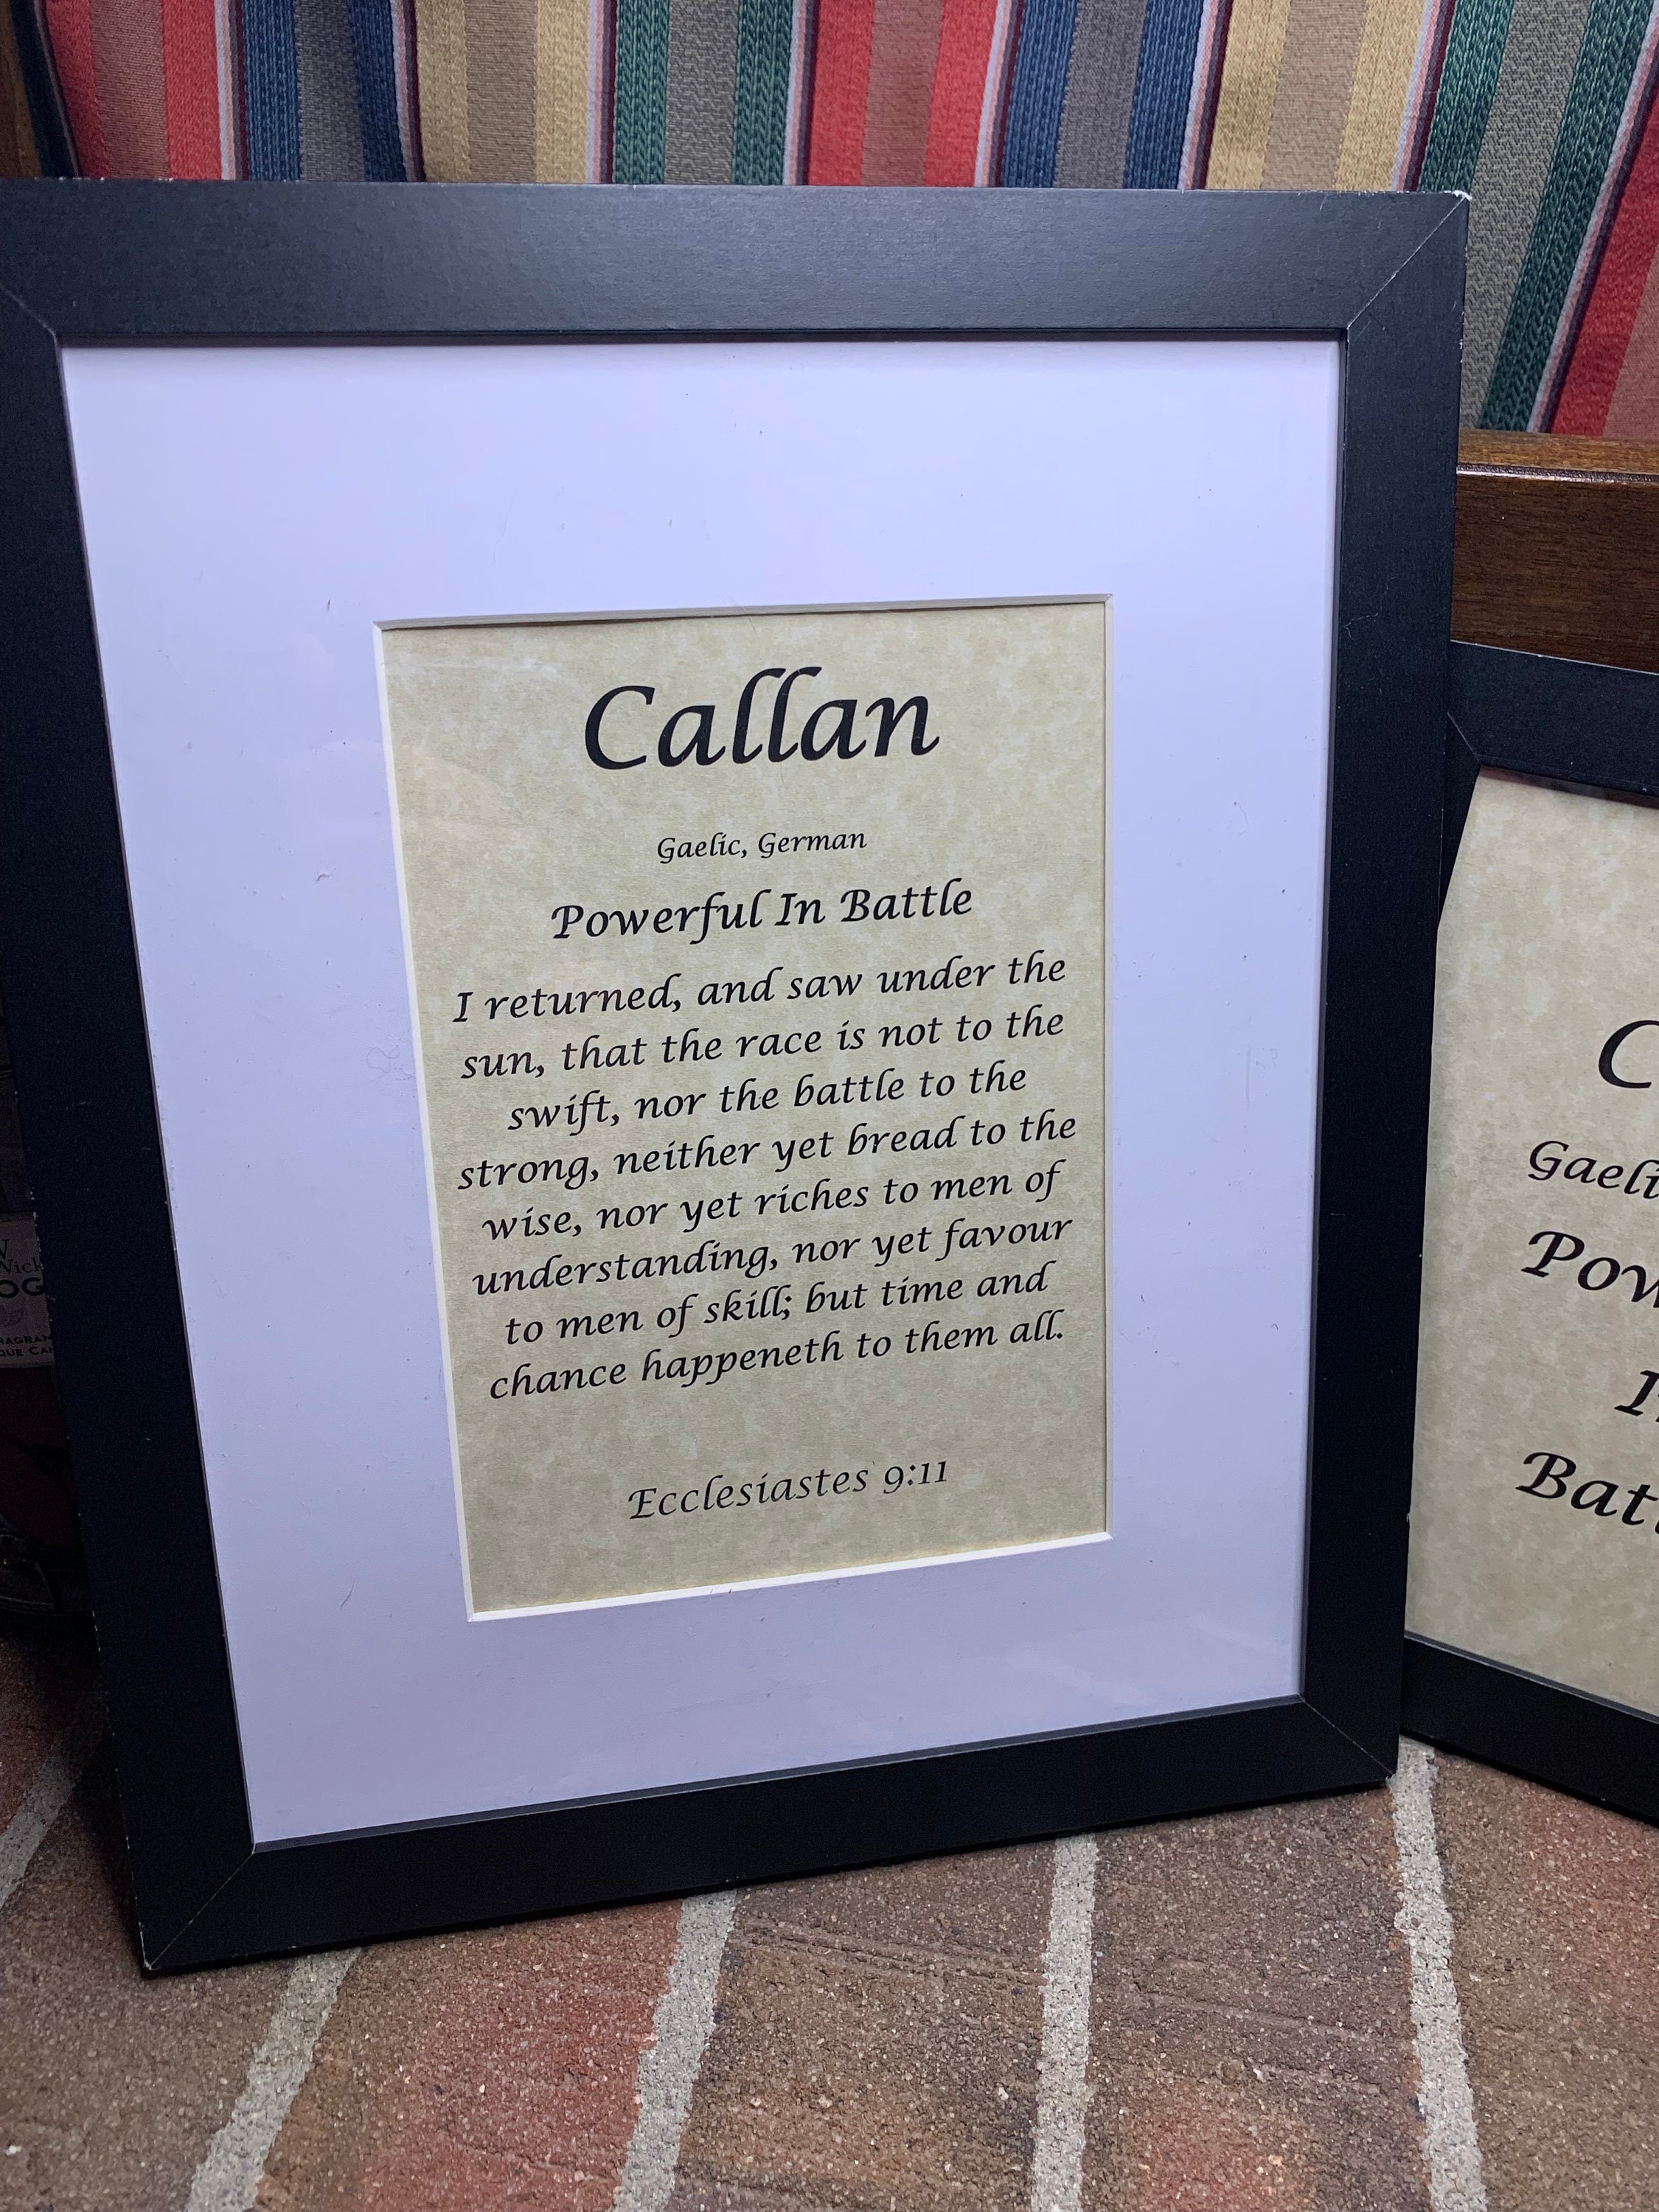 Callan
Gaelic, German
Powerful In Battle
I returned, and saw under the
sun, that the race is not to the
swift, nor the battle to the
strong, neither yet bread to the
wise, nor yet riches to men of
understanding, nor yet favour
to men of skill; but time and
chance happeneth to them all.
Ecclesiastes 9:11
C
Gaeli
Pow
I
Bat